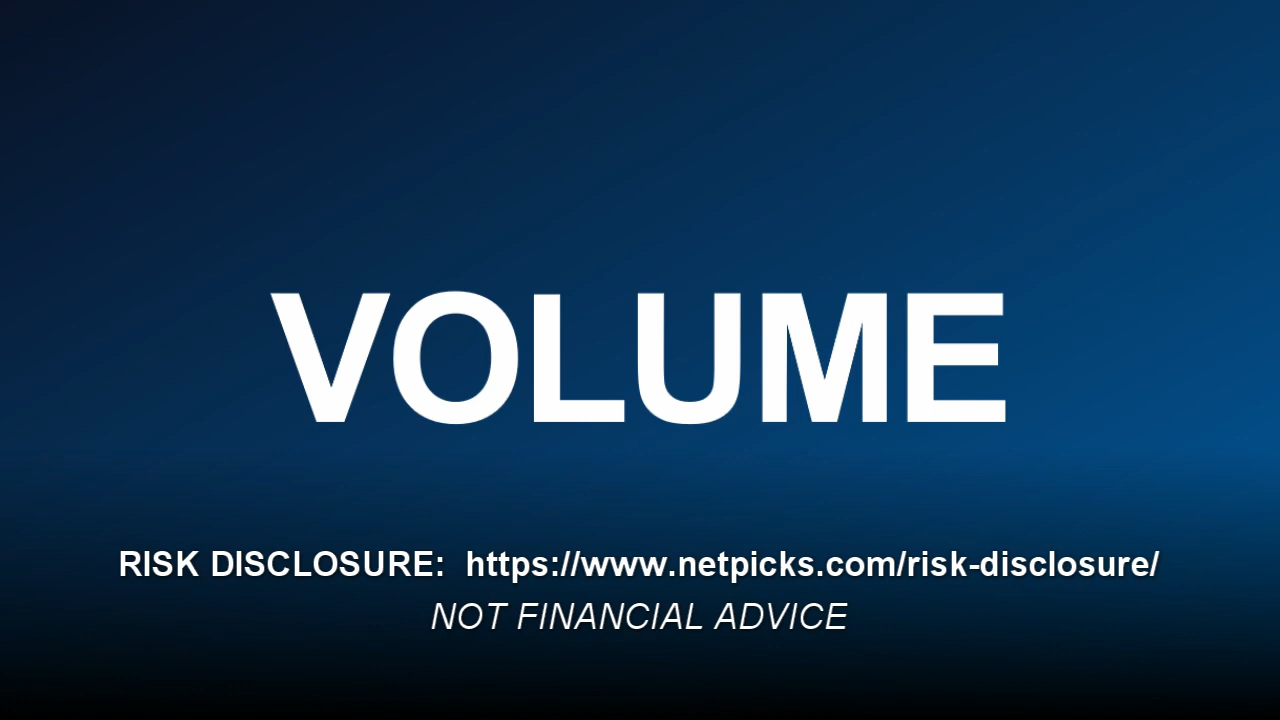 VOLUME
RISK DISCLOSURE: https://www.netpicks.com/risk-disclosure/
NOT FINANCIAL ADVICE